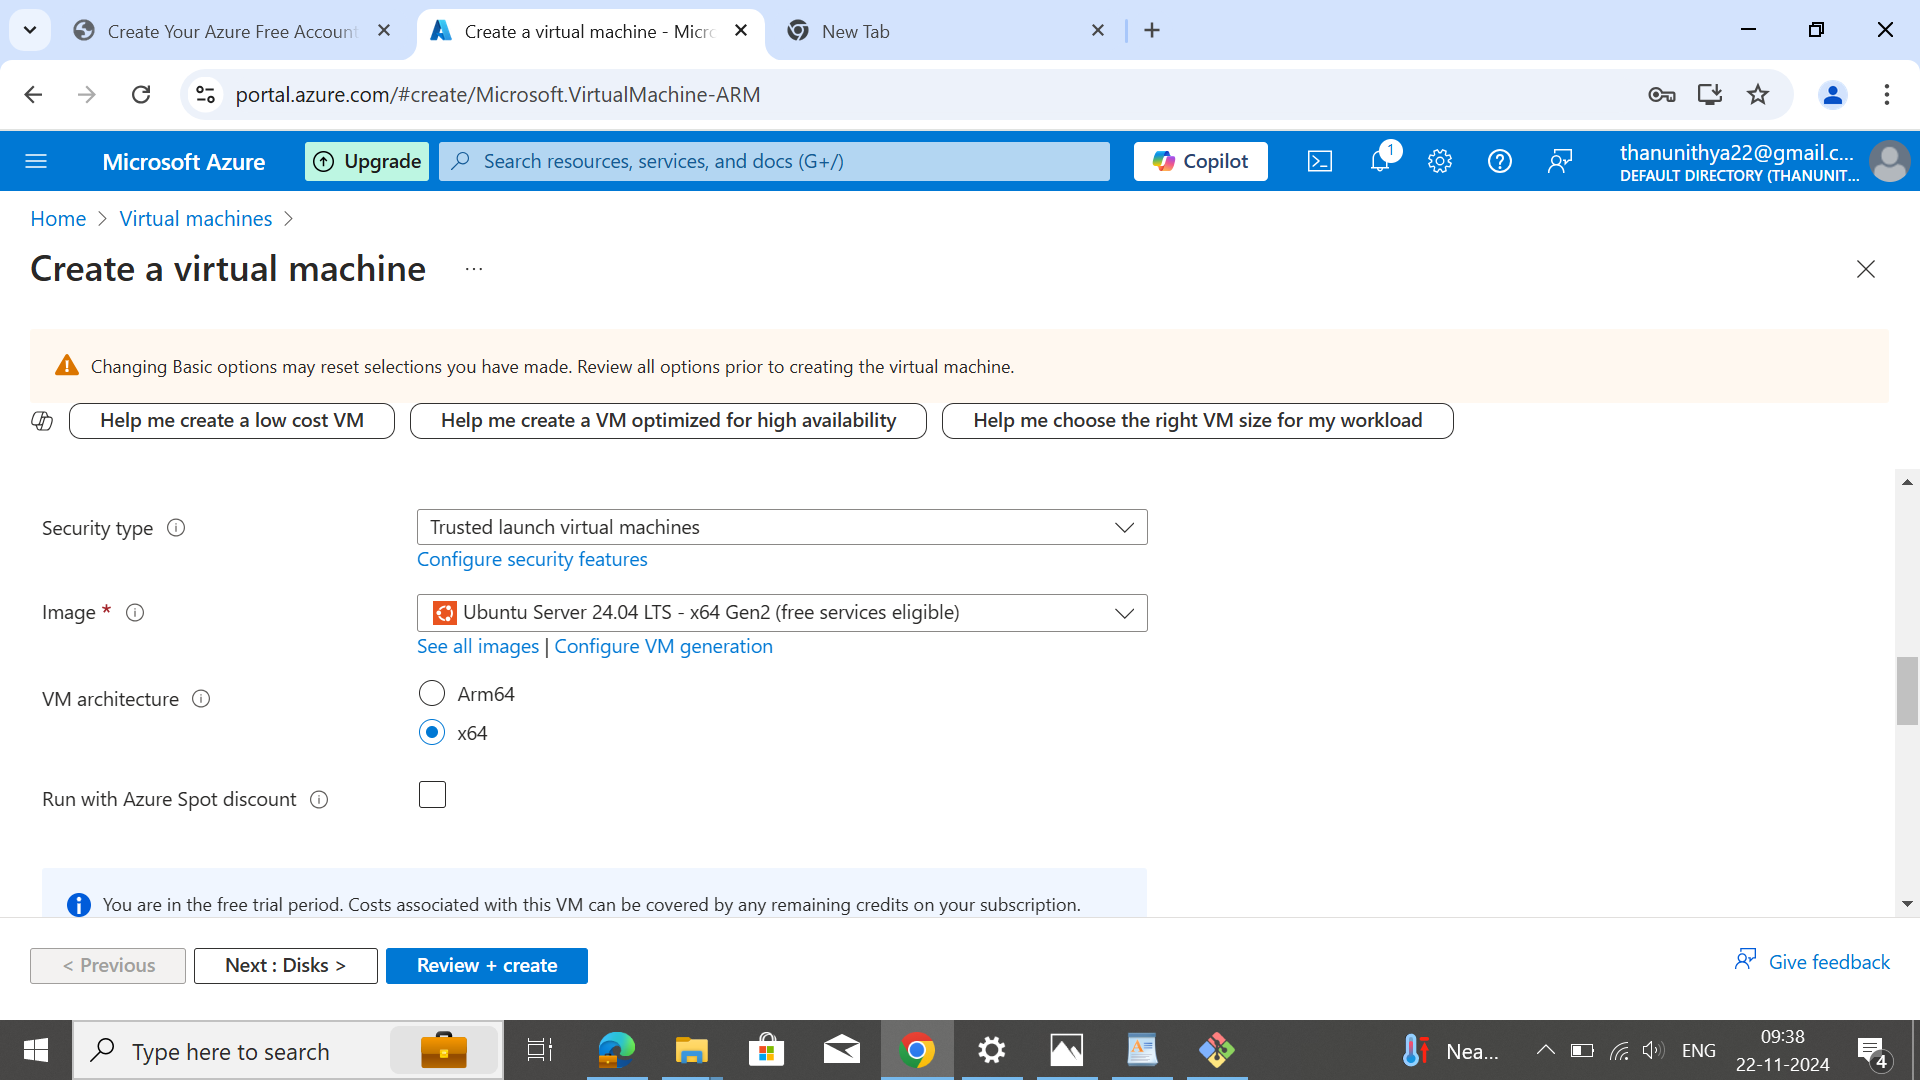 Create Your Azure Free Account
Create a virtual machine - Micro
New Tab
portal.azure.com/#create/Microsoft.VirtualMachine-ARM
Microsoft Azure
Upgrade
Search resources, services, and docs (G+/)
Copilot
1
thanunithya22@gmail.c...
DEFAULT DIRECTORY (THANUNIT...
Home > Virtual machines >
Create a virtual machine ...
Changing Basic options may reset selections you have made. Review all options prior to creating the virtual machine.
Help me create a low cost VM
Help me create a VM optimized for high availability
Help me choose the right VM size for my workload
Security type
Trusted launch virtual machines
Configure security features
Image *
Ubuntu Server 24.04 LTS - x64 Gen2 (free services eligible)
See all images | Configure VM generation
VM architecture
Arm64
x64
Run with Azure Spot discount
You are in the free trial period. Costs associated with this VM can be covered by any remaining credits on your subscription.
< Previous
Next : Disks >
Review + create
Give feedback
Type here to search
Nea...
ENG
09:38
22-11-2024
4